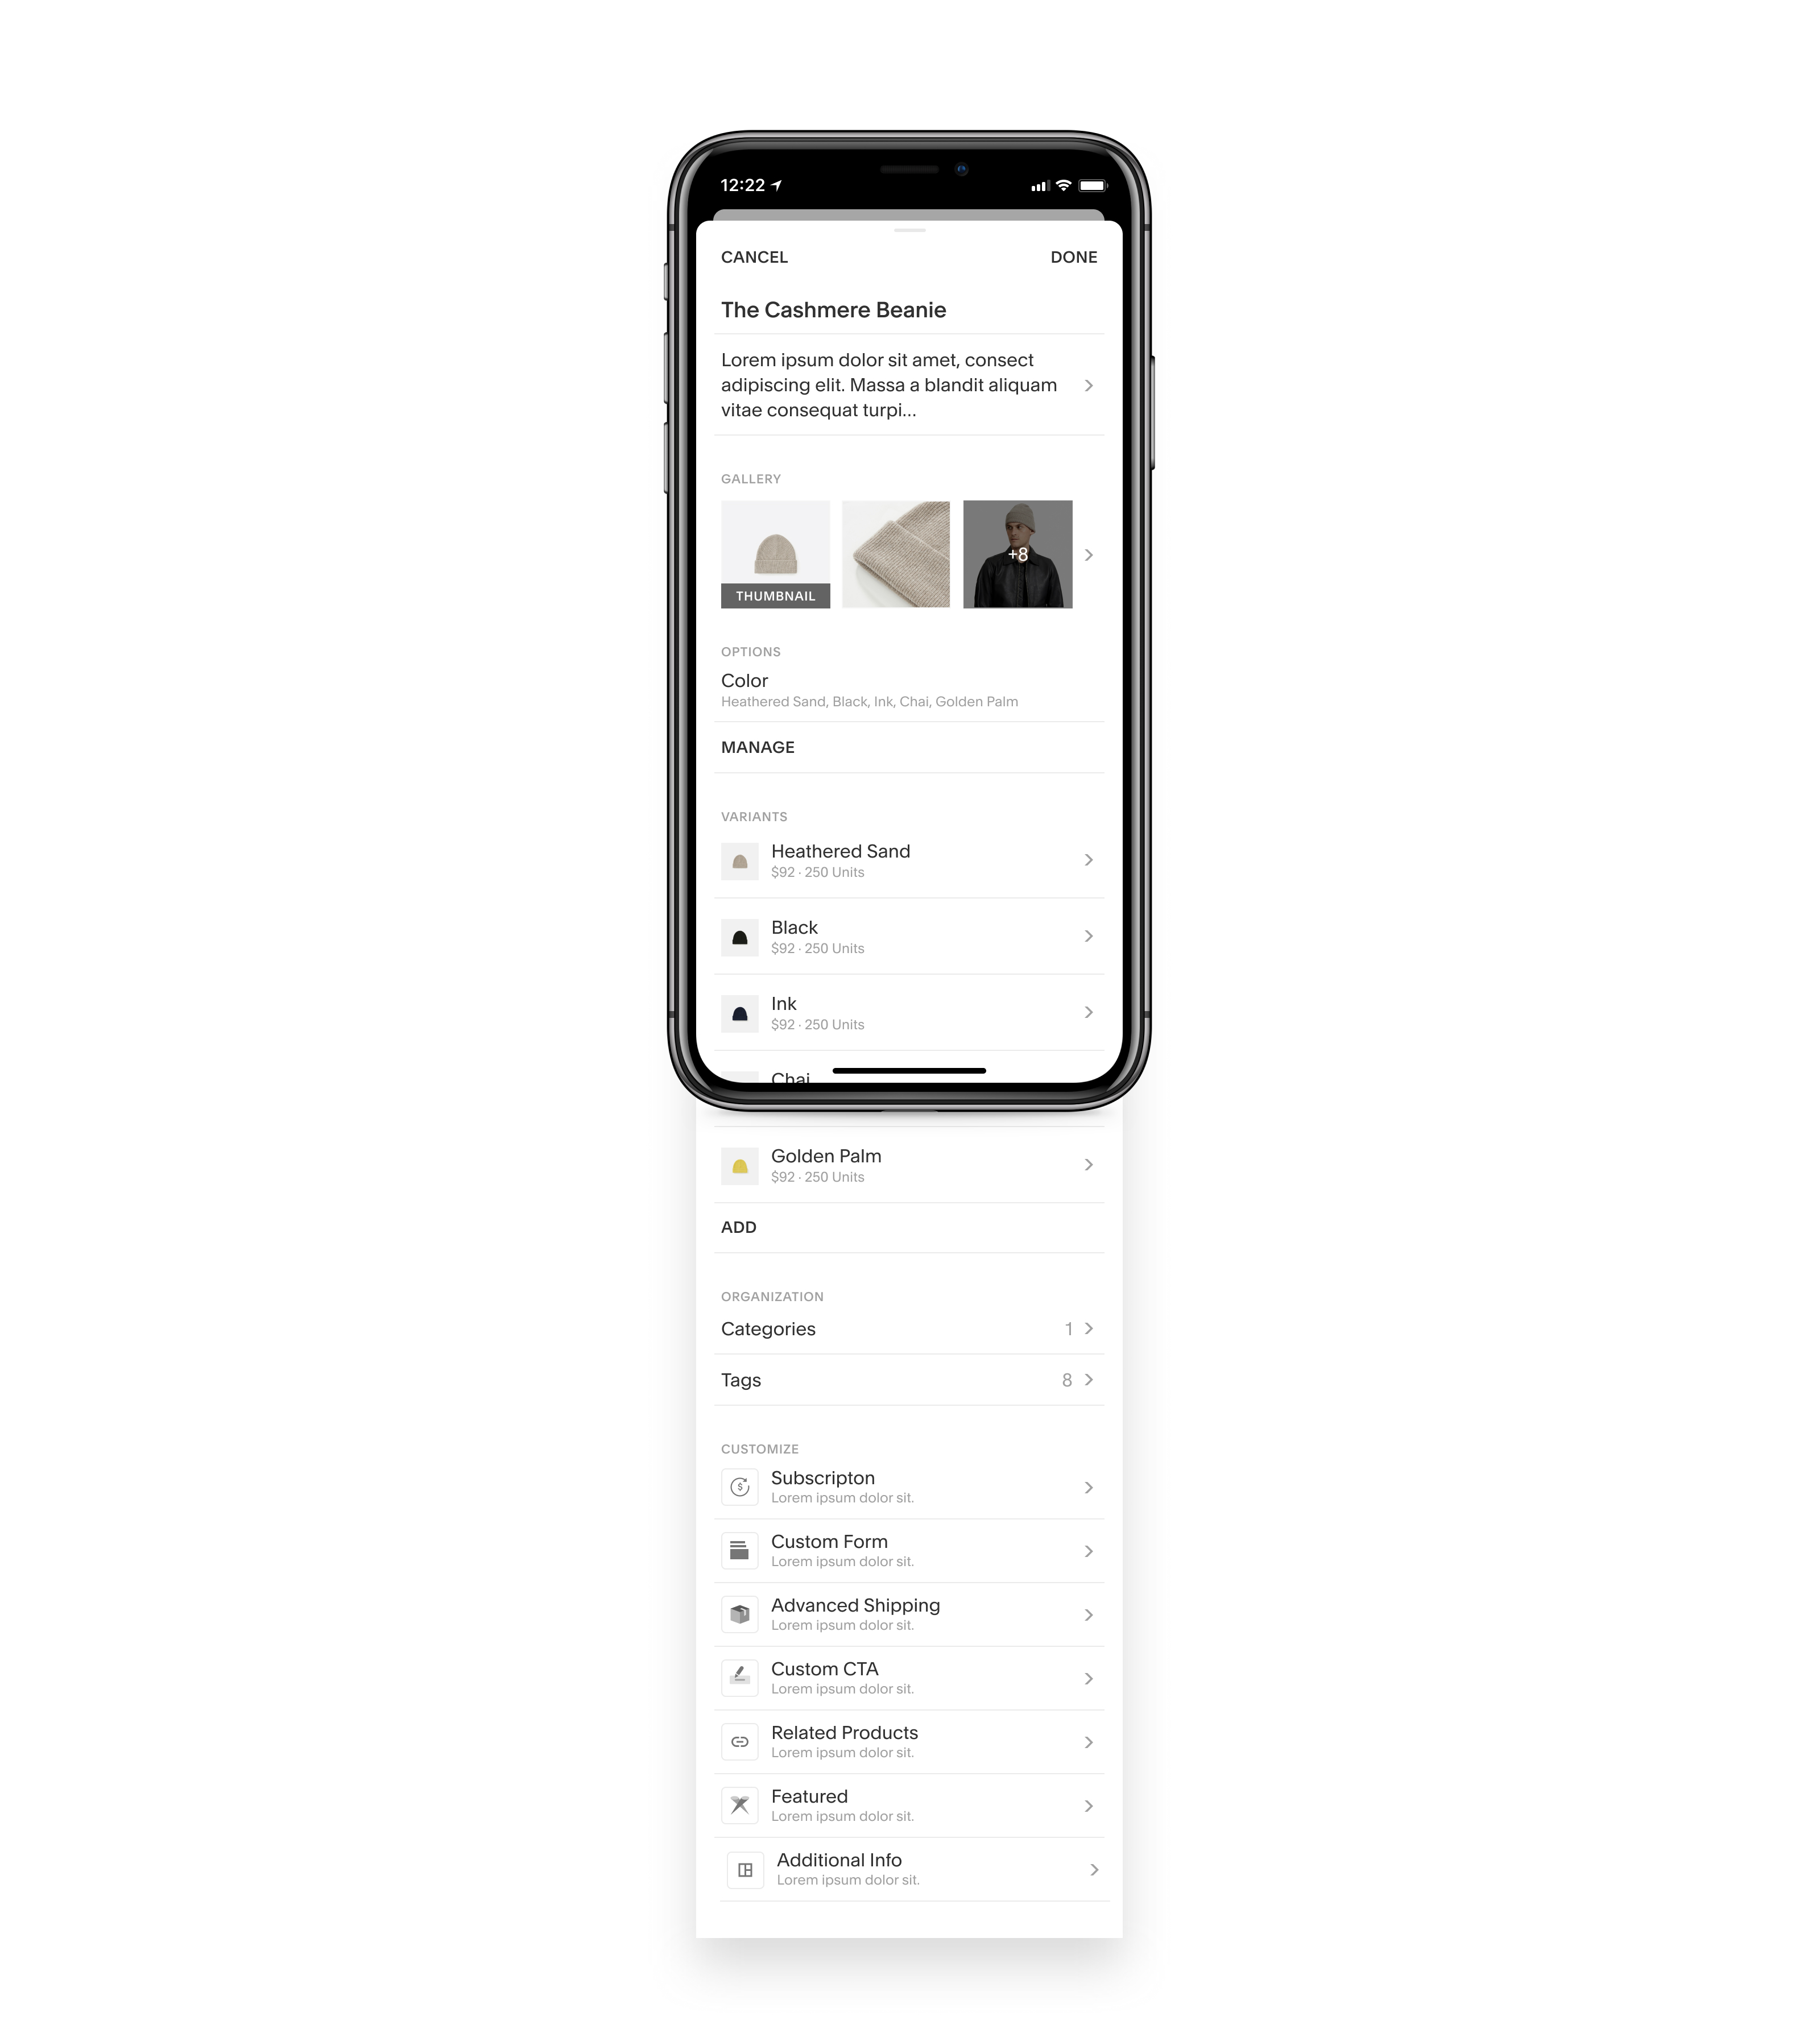 12:22
CANCEL DONE
The Cashmere Beanie
Lorem ipsum dolor sit amet, consect
adipiscing elit. Massa a blandit aliquam
vitae consequat turpi...
GALLERY
THUMBNAIL
+8
OPTIONS
Color
Heathered Sand, Black, Ink, Chai, Golden Palm
MANAGE
VARIANTS
Heathered Sand
$92 · 250 Units
Black
$92 · 250 Units
Ink
$92 · 250 Units
Chai
Golden Palm
$92 · 250 Units
ADD
ORGANIZATION
Categories 1
Tags 8
CUSTOMIZE
Subscripton
Lorem ipsum dolor sit.
Custom Form
Lorem ipsum dolor sit.
Advanced Shipping
Lorem ipsum dolor sit.
Custom CTA
Lorem ipsum dolor sit.
Related Products
Lorem ipsum dolor sit.
Featured
Lorem ipsum dolor sit.
Additional Info
Lorem ipsum dolor sit.